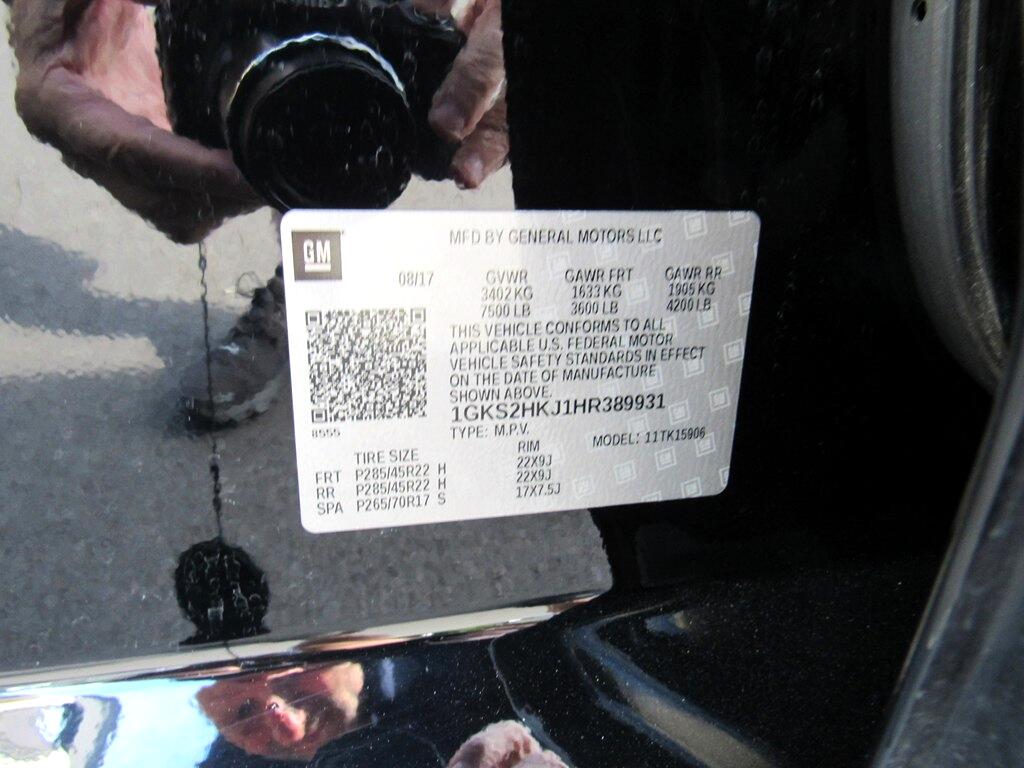 GM
MFD BY GENERAL MOTORS LLC
08/17 GVWR GAWR FRT GAWR RR
3402 KG 1633 KG 1905 KG
7500 LB 3600 LB 4200 LB
THIS VEHICLE CONFORMS TO ALL
APPLICABLE U.S. FEDERAL MOTOR
VEHICLE SAFETY STANDARDS IN EFFECT
ON THE DATE OF MANUFACTURE
SHOWN ABOVE.
1GKS2HKJ1HR389931
8555
TYPE: M.P.V. MODEL: 11TK15906
TIRE SIZE RIM
FRT P285/45R22 H 22X9J
RR P285/45R22 H 22X9J
SPA P265/70R17 S 17X7.5J